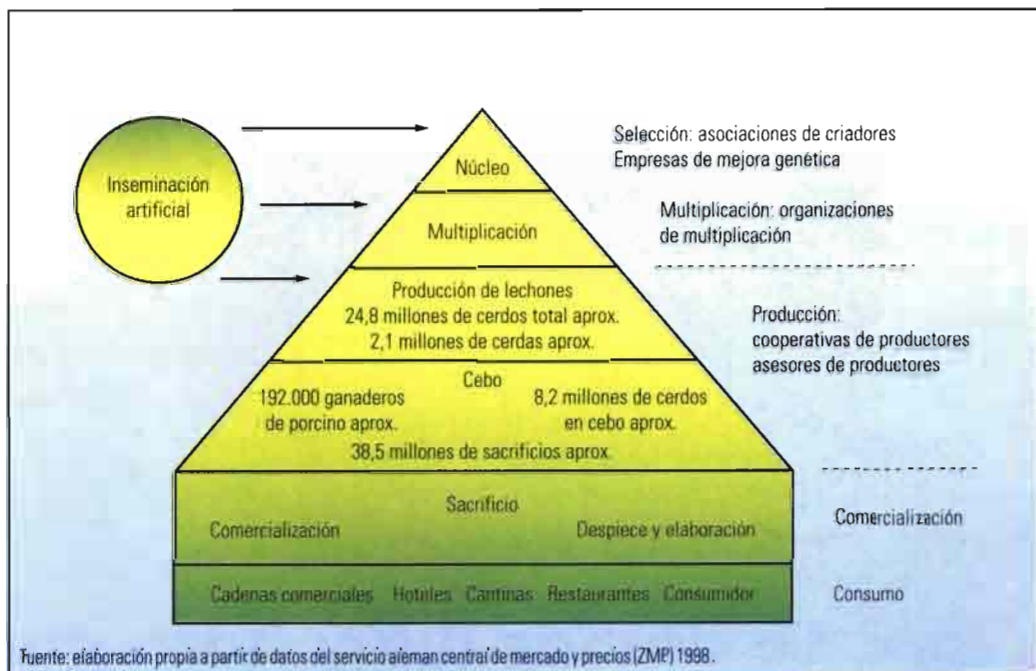 Inseminación
artificial
Núcleo
Multiplicación
Producción de lechones
24,8 millones de cerdos total aprox.
2,1 millones de cerdas aprox.
Cebo
192.000 ganaderos
de porcino aprox.
8,2 millones de cerdos
en cebo aprox.
38,5 millones de sacrificios aprox.
Sacrificio
Comercialización
Despiece y elaboración
Cadenas comerciales Hoteles Cantinas Restaurantes Consumidor
Selección: asociaciones de criadores
Empresas de mejora genética
Multiplicación: organizaciones
de multiplicación
Producción:
cooperativas de productores
asesores de productores
Comercialización
Consumo
Fuente: elaboración propia a partir de datos del servicio aleman central de mercado y precios (ZMP) 1998.